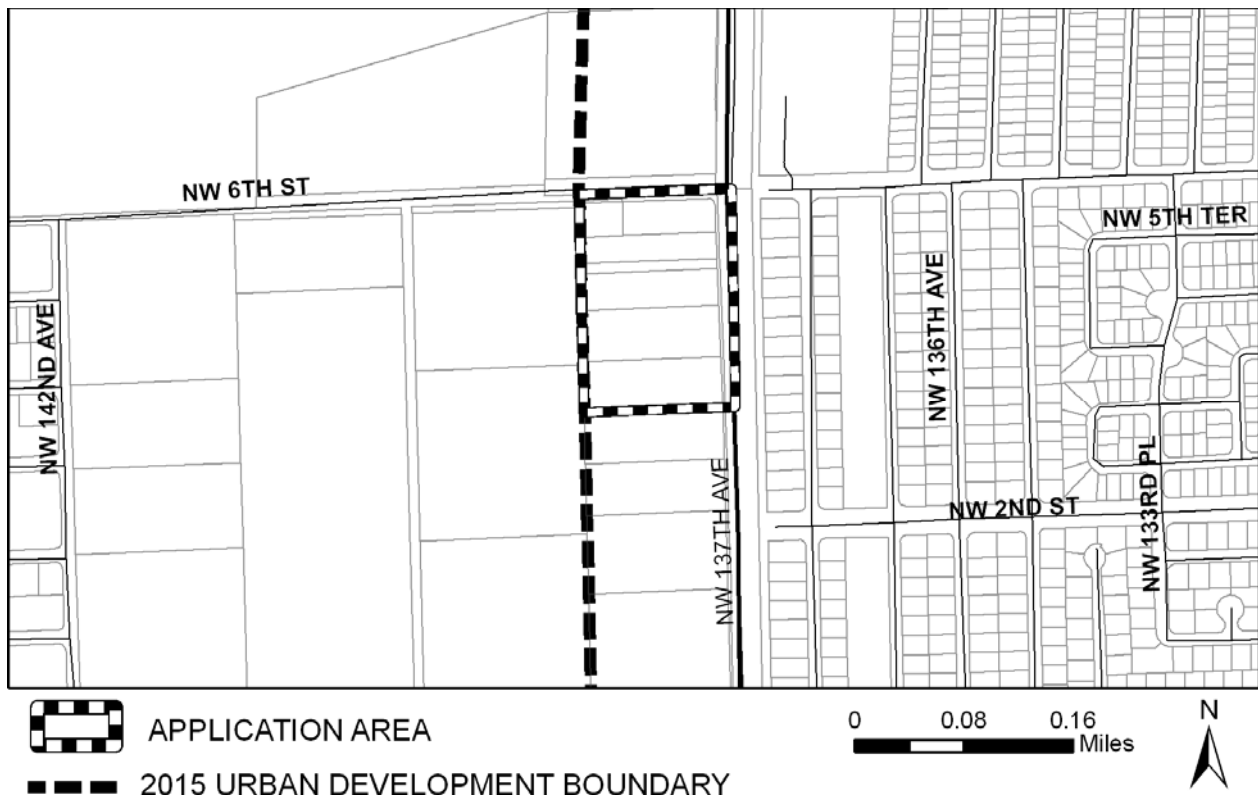 NW 6TH ST
NW 5TH TER
NW 142ND AVE
NW 136TH AVE
NW 137TH AVE
NW 2ND ST
NW 133RD PL
APPLICATION AREA
2015 URBAN DEVELOPMENT BOUNDARY
0 0.08 0.16
Miles
N